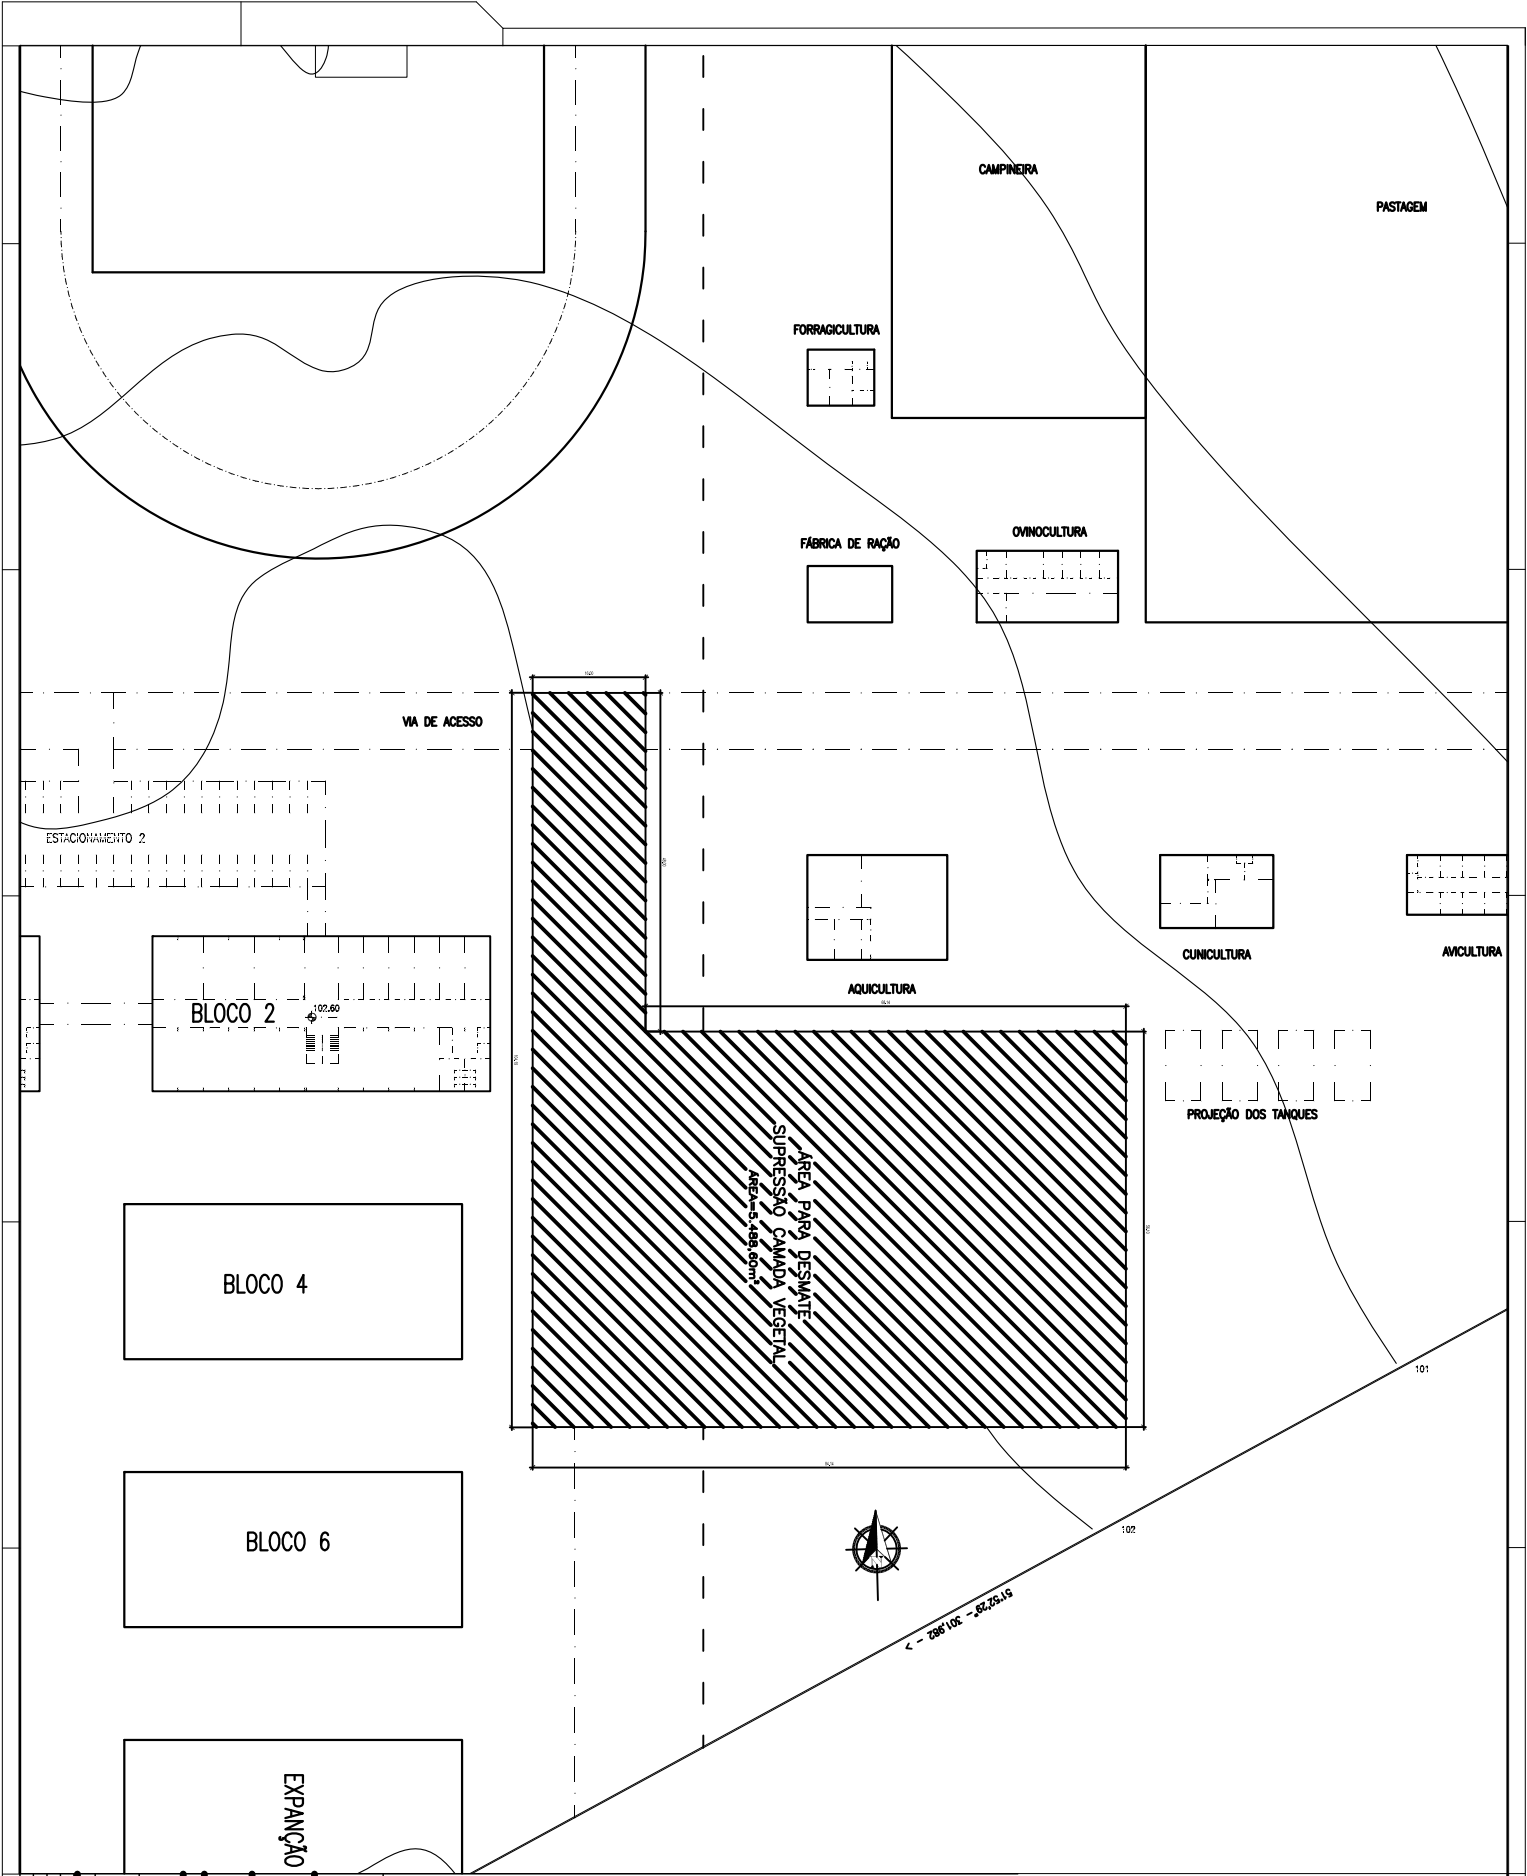 CAMPINEIRA
PASTAGEM
FORRAGICULTURA
FÁBRICA DE RAÇÃO
OVINOCULTURA
VIA DE ACESSO
ESTACIONAMENTO 2
CUNICULTURA
AVICULTURA
AQUICULTURA
BLOCO 2
102.60
PROJEÇÃO DOS TANQUES
ÁREA PARA DESMATE
SUPRESSÃO CAMADA VEGETAL
ÁREA=5.488,60m²
BLOCO 4
101
BLOCO 6
102
51°52'29" - 301,982 - >
EXPANÇÃO